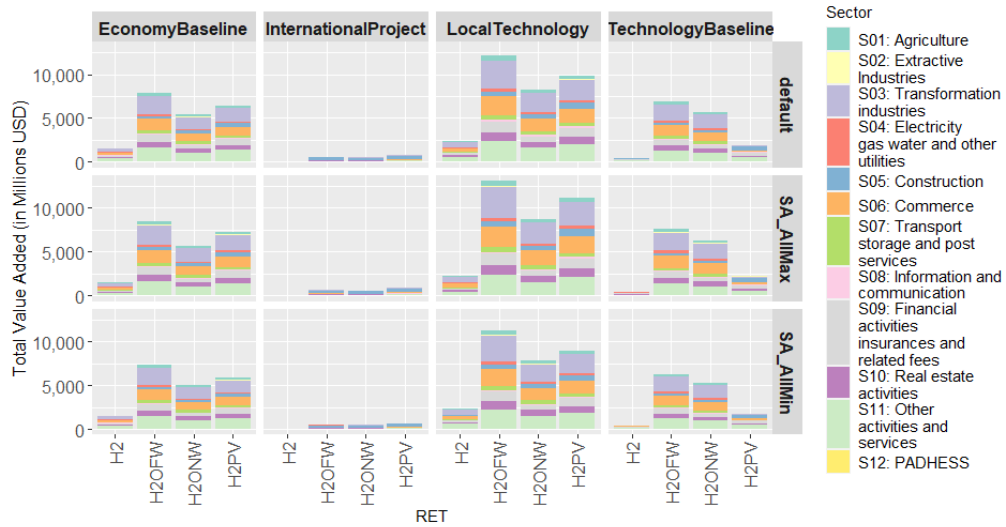 EconomyBaseline InternationalProject LocalTechnology TechnologyBaseline
Total Value Added (in Millions USD)
10,000
5,000
0
default
10,000
5,000
0
SA_AllMax
10,000
5,000
0
SA_AllMin
H2 H2OFW H2ONW H2PV H2 H2OFW H2ONW H2PV H2 H2OFW H2ONW H2PV H2 H2OFW H2ONW H2PV
RET
Sector
S01: Agriculture
S02: Extractive
Industries
S03: Transformation
industries
S04: Electricity
gas water and other
utilities
S05: Construction
S06: Commerce
S07: Transport
storage and post
services
S08: Information and
communication
S09: Financial
activities
insurances and
related fees
S10: Real estate
activities
S11: Other
activities and
services
S12: PADHESS